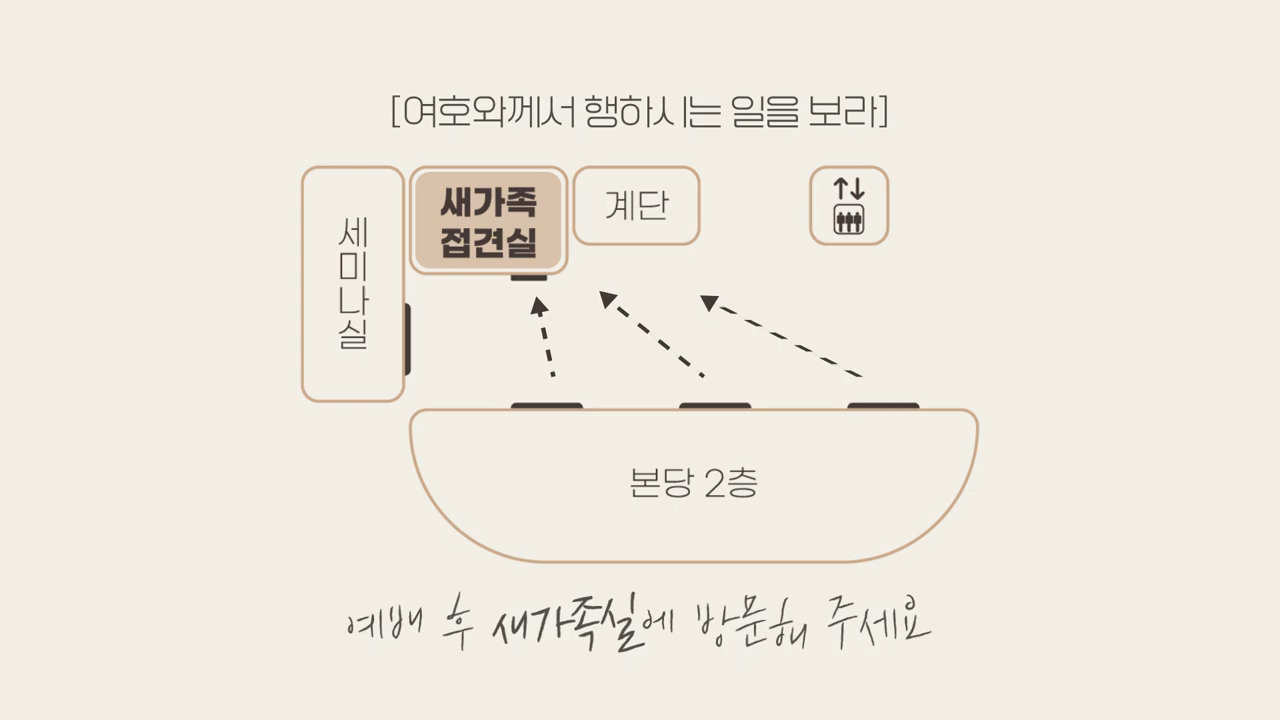 [여호와께서 행하시는 일을 보라]
세미나실
새가족
접견실
계단
본당 2층
예배 후 새가족실에 방문해 주세요